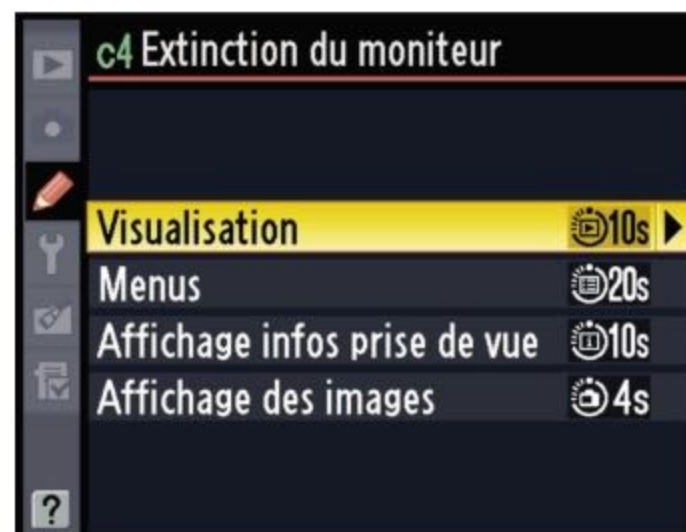 c4 Extinction du moniteur
Visualisation 10s
Menus 20s
Affichage infos prise de vue 10s
Affichage des images 4s
?